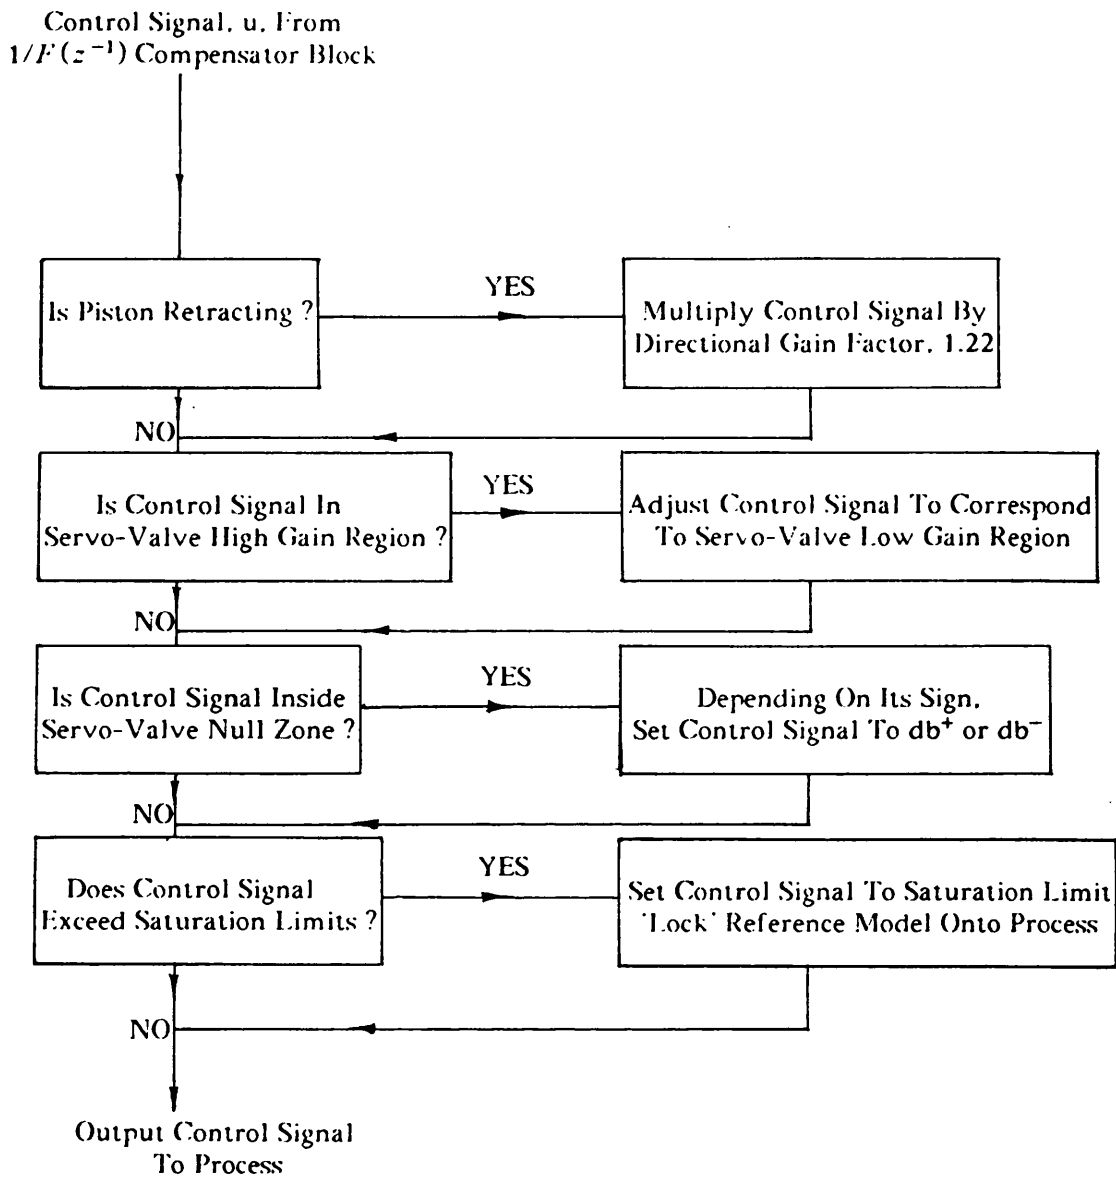 Control Signal, u, From
1/F(z⁻¹) Compensator Block
Is Piston Retracting ?
YES
Multiply Control Signal By
Directional Gain Factor, 1.22
NO
Is Control Signal In
Servo-Valve High Gain Region ?
YES
Adjust Control Signal To Correspond
To Servo-Valve Low Gain Region
NO
Is Control Signal Inside
Servo-Valve Null Zone ?
YES
Depending On Its Sign,
Set Control Signal To db⁺ or db⁻
NO
Does Control Signal
Exceed Saturation Limits ?
YES
Set Control Signal To Saturation Limit
'Lock' Reference Model Onto Process
NO
Output Control Signal
To Process